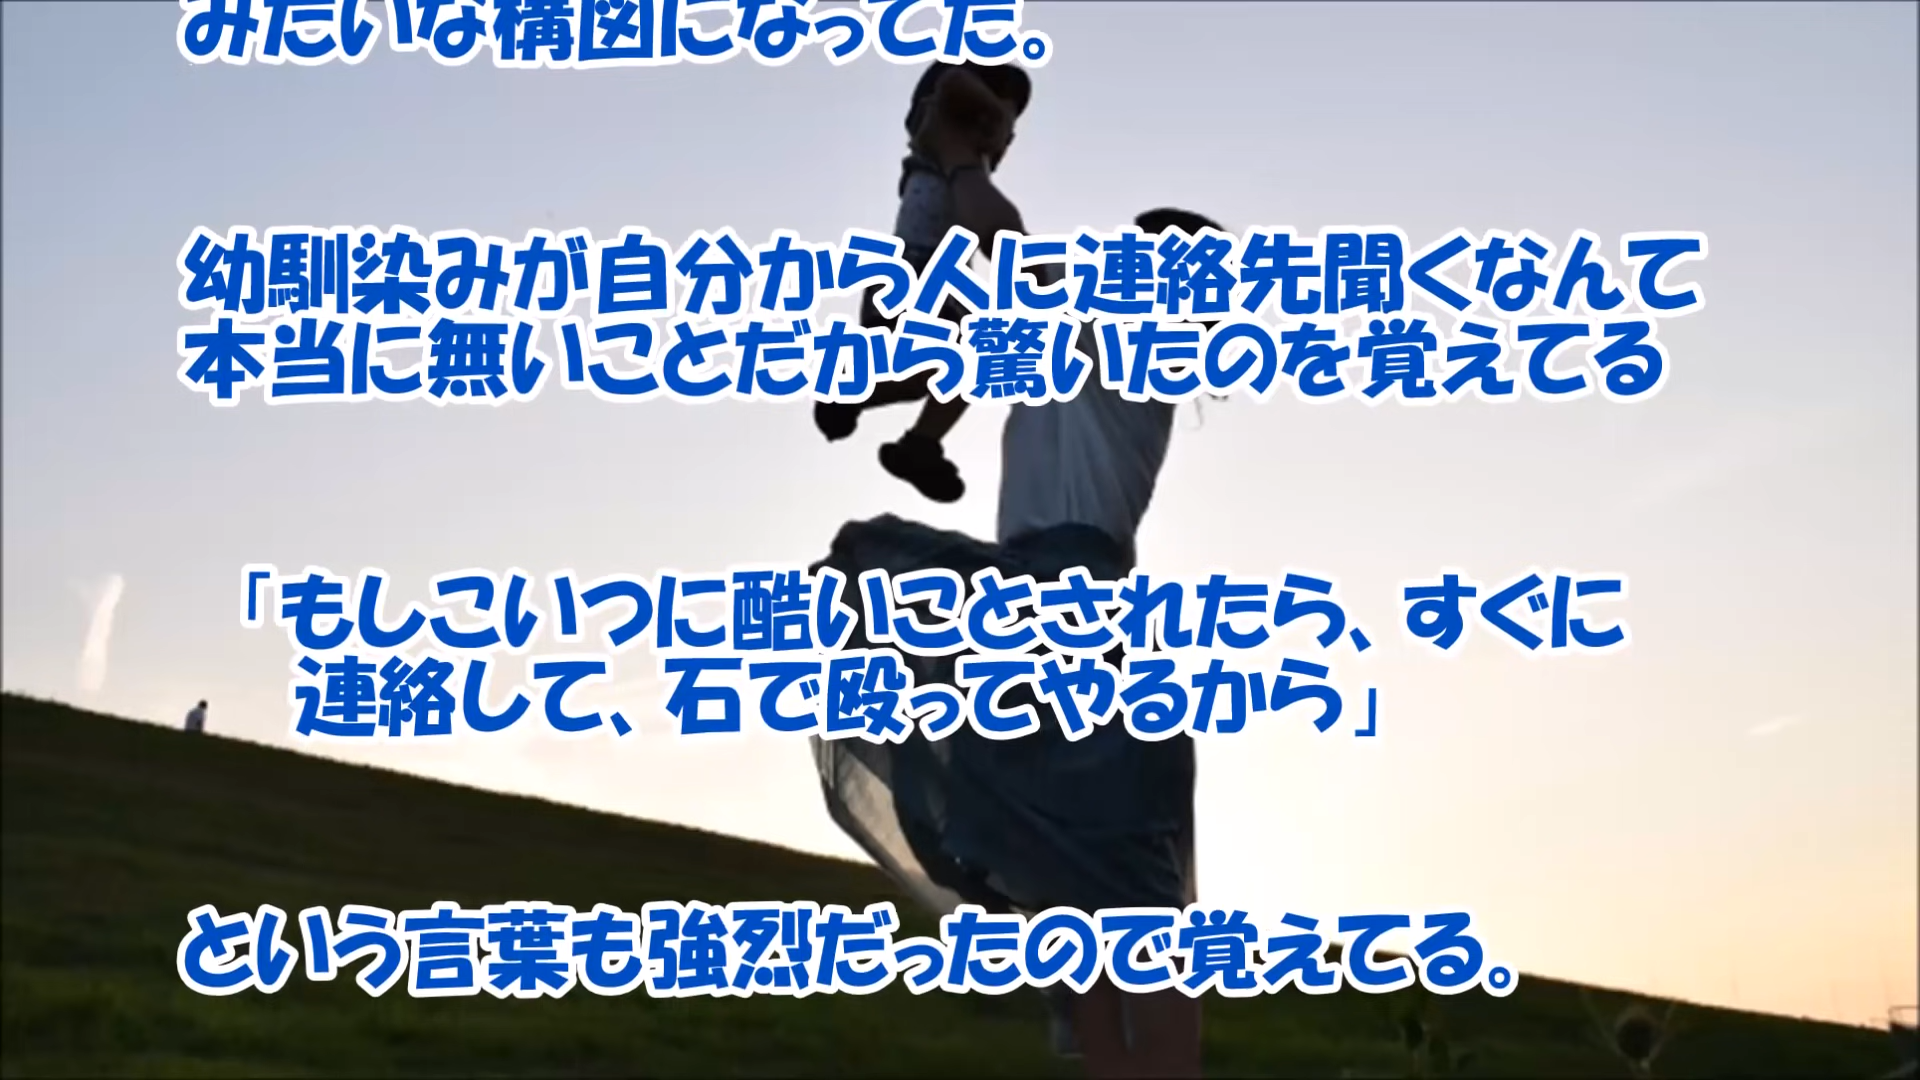 みたいな構図になってた。
幼馴染みが自分から人に連絡先聞くなんて
本当に無いことだから驚いたのを覚えてる
「もしこいつに酷いことされたら、すぐに
連絡して、石で殴ってやるから」
という言葉も強烈だったので覚えてる。